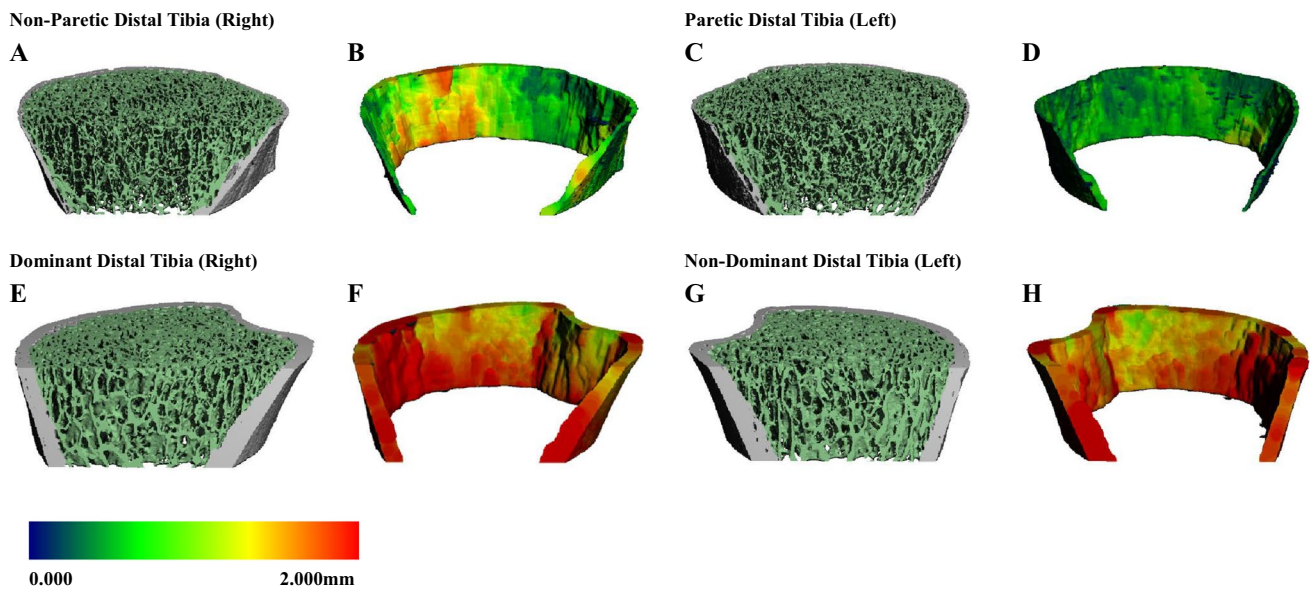 Non-Paretic Distal Tibia (Right)
Paretic Distal Tibia (Left)
A
B
C
D
Dominant Distal Tibia (Right)
Non-Dominant Distal Tibia (Left)
E
F
G
H
0.000
2.000mm